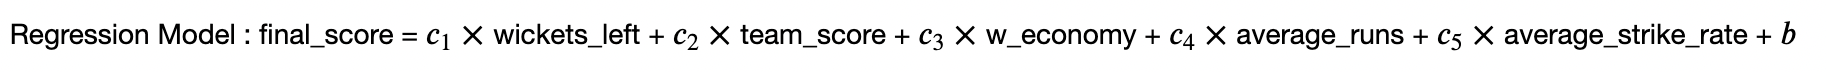 Regression Model : final_score = c₁ × wickets_left + c₂ × team_score + c₃ × w_economy + c₄ × average_runs + c₅ × average_strike_rate + b